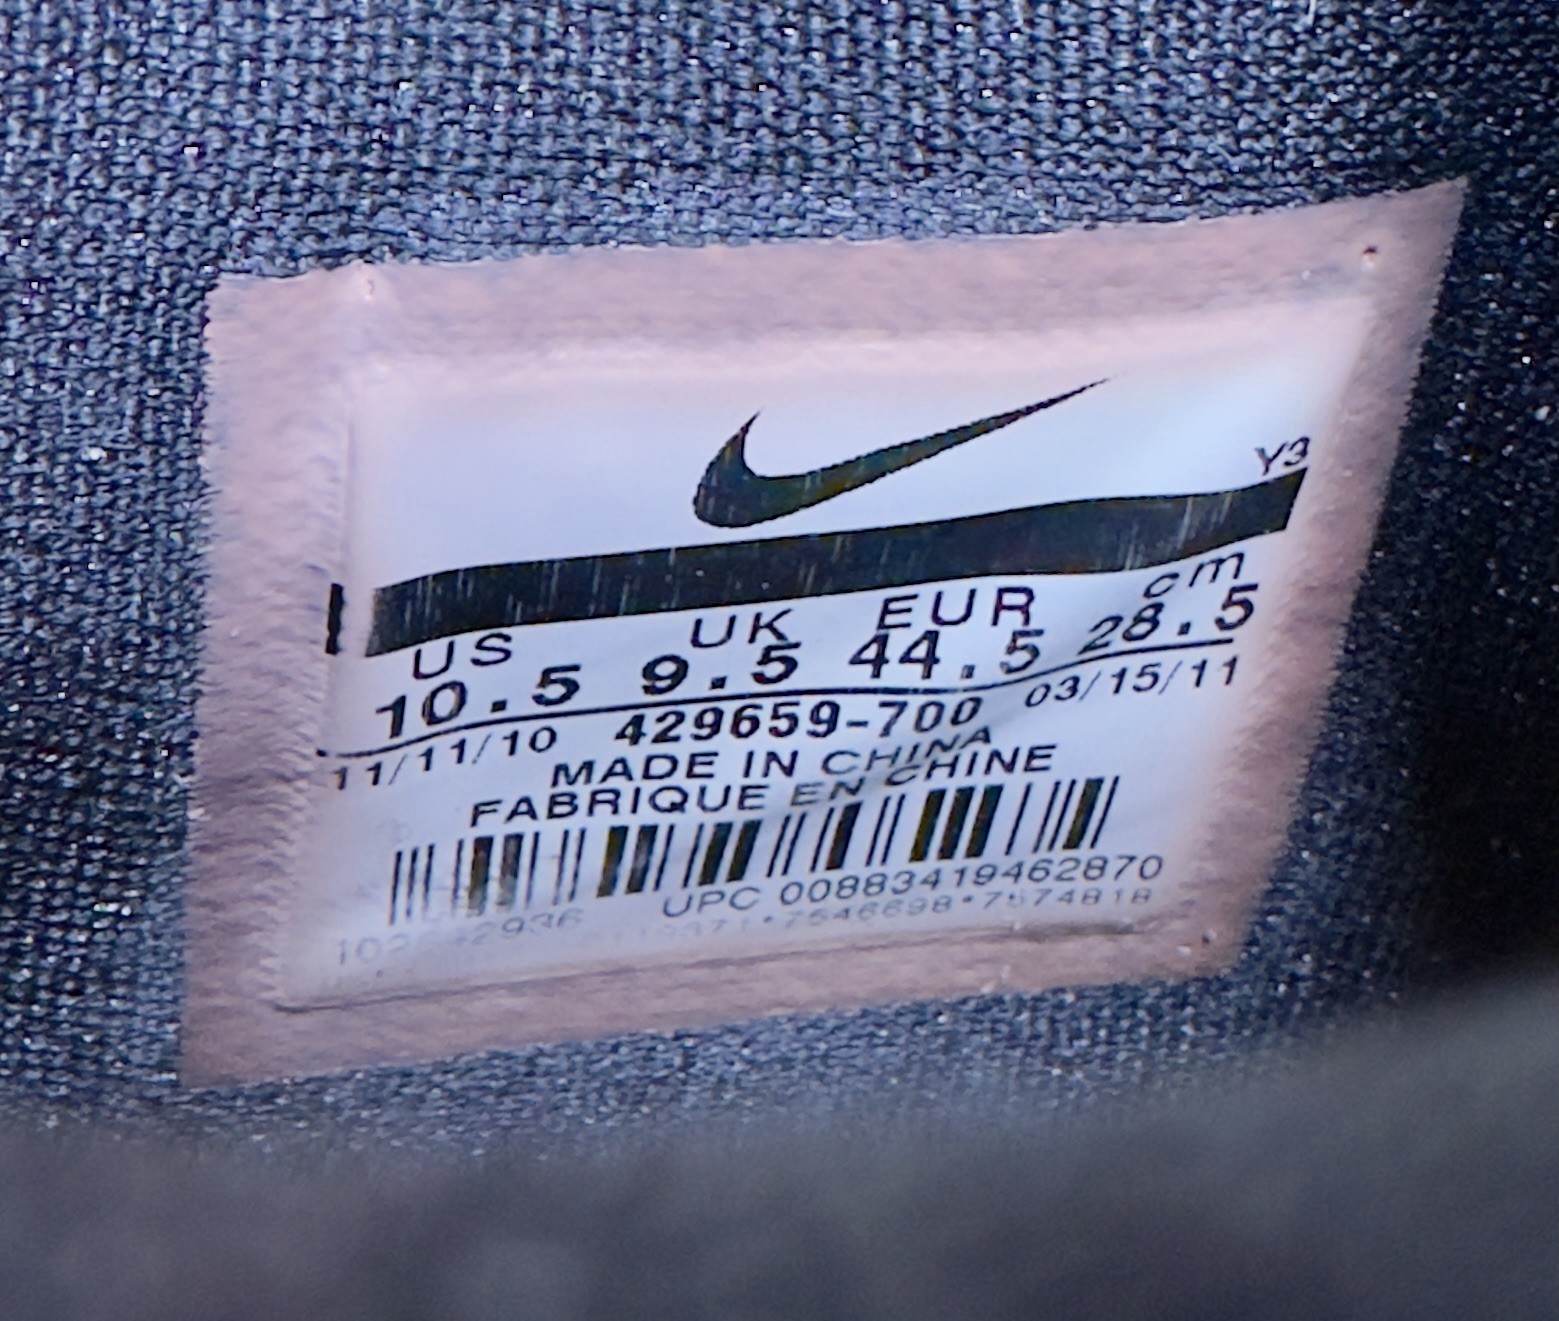 Y3
US UK EUR cm
10.5 9.5 44.5 28.5
11/11/10 429659-700 03/15/11
MADE IN CHINA
FABRIQUE EN CHINE
UPC 00883419462870